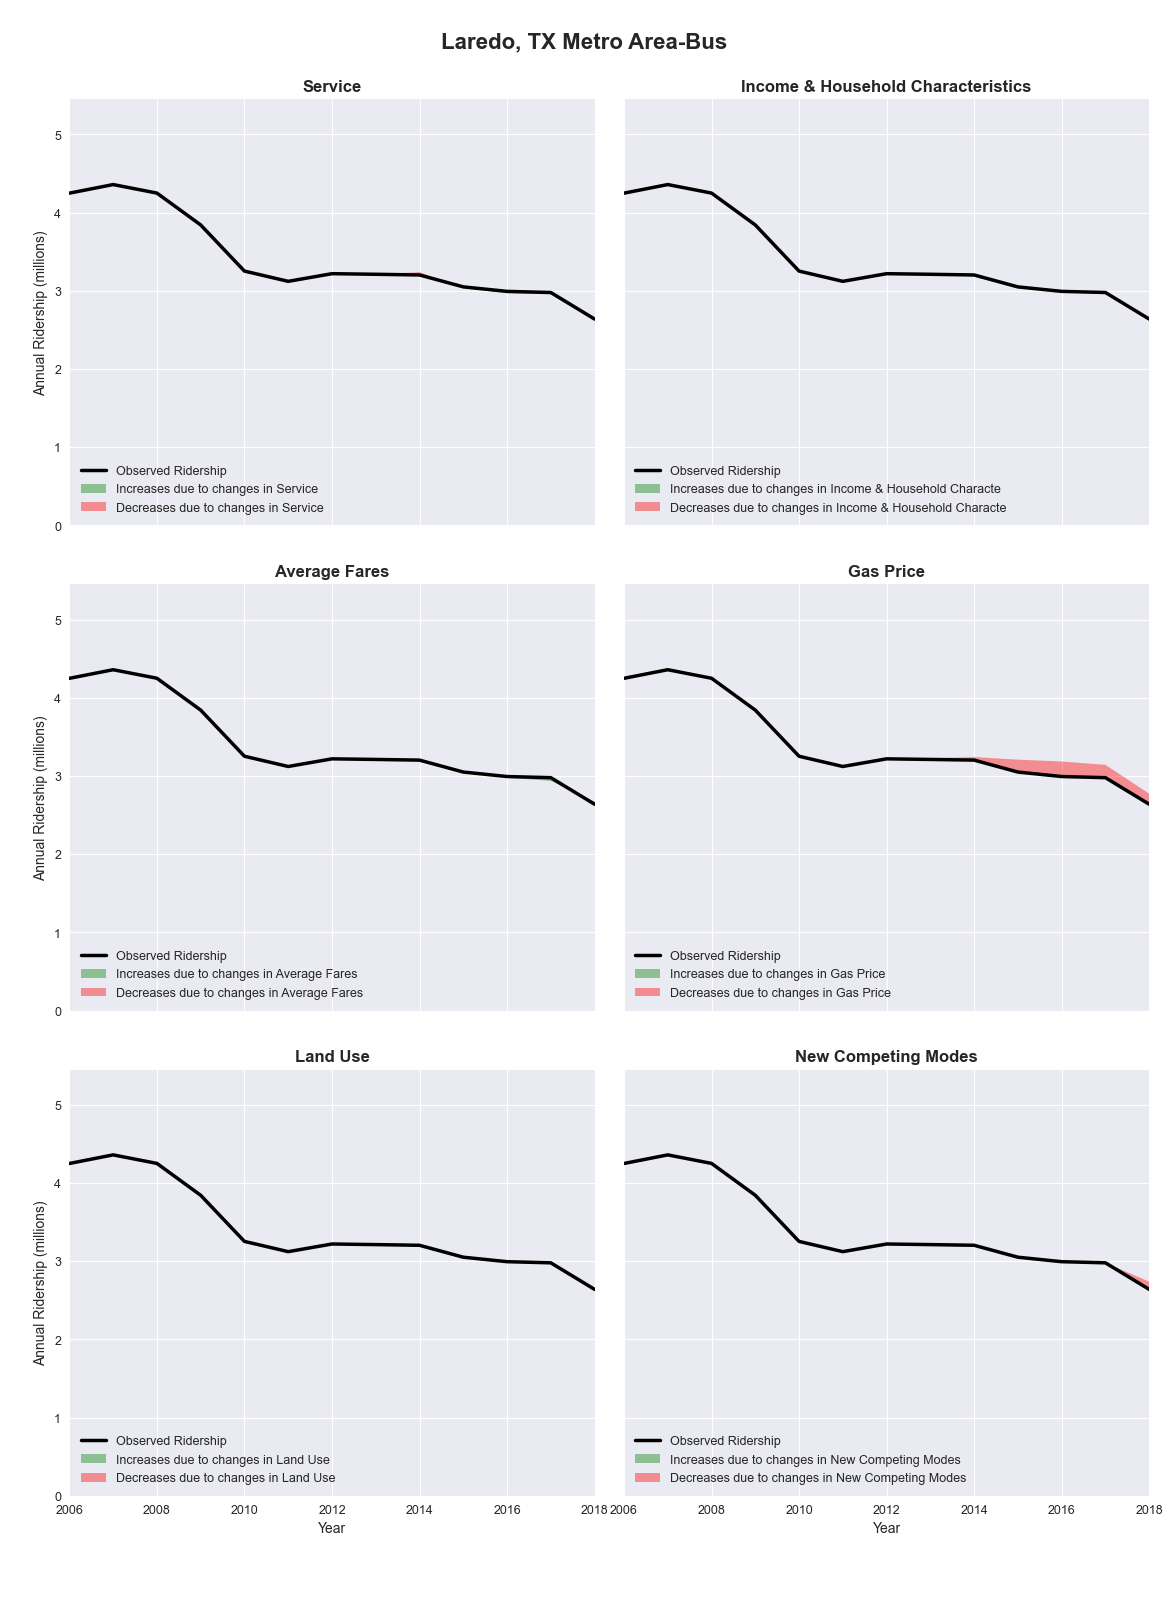 Laredo, TX Metro Area-Bus
Service
Annual Ridership (millions)
5
4
3
2
1
0
Observed Ridership
Increases due to changes in Service
Decreases due to changes in Service
Income & Household Characteristics
Observed Ridership
Increases due to changes in Income & Household Characte
Decreases due to changes in Income & Household Characte
Average Fares
Annual Ridership (millions)
5
4
3
2
1
0
Observed Ridership
Increases due to changes in Average Fares
Decreases due to changes in Average Fares
Gas Price
Observed Ridership
Increases due to changes in Gas Price
Decreases due to changes in Gas Price
Land Use
Annual Ridership (millions)
5
4
3
2
1
0
Observed Ridership
Increases due to changes in Land Use
Decreases due to changes in Land Use
2006 2008 2010 2012 2014 2016 2018
Year
New Competing Modes
Observed Ridership
Increases due to changes in New Competing Modes
Decreases due to changes in New Competing Modes
2006 2008 2010 2012 2014 2016 2018
Year